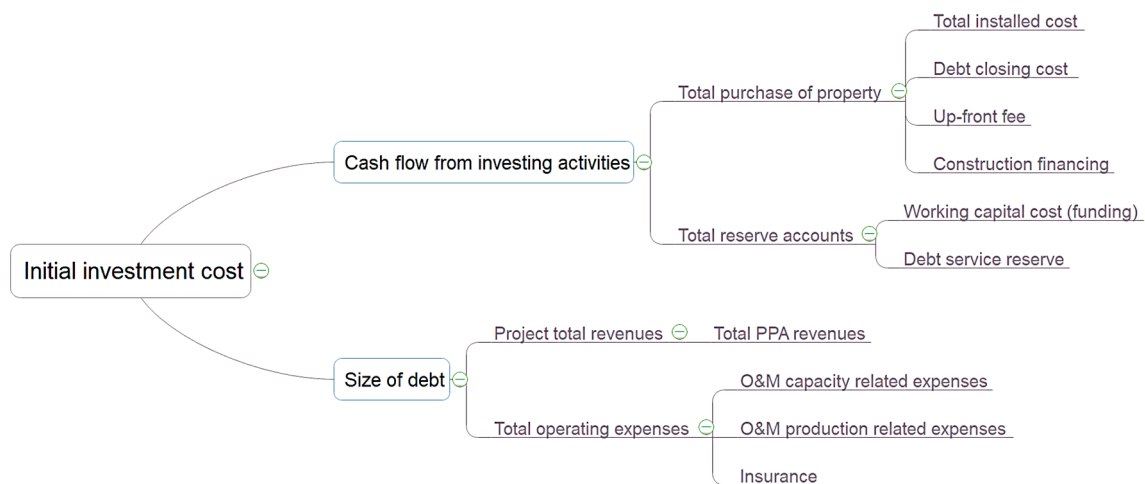 Initial investment cost
Cash flow from investing activities
Total purchase of property
Total installed cost
Debt closing cost
Up-front fee
Construction financing
Total reserve accounts
Working capital cost (funding)
Debt service reserve
Size of debt
Project total revenues
Total PPA revenues
Total operating expenses
O&M capacity related expenses
O&M production related expenses
Insurance